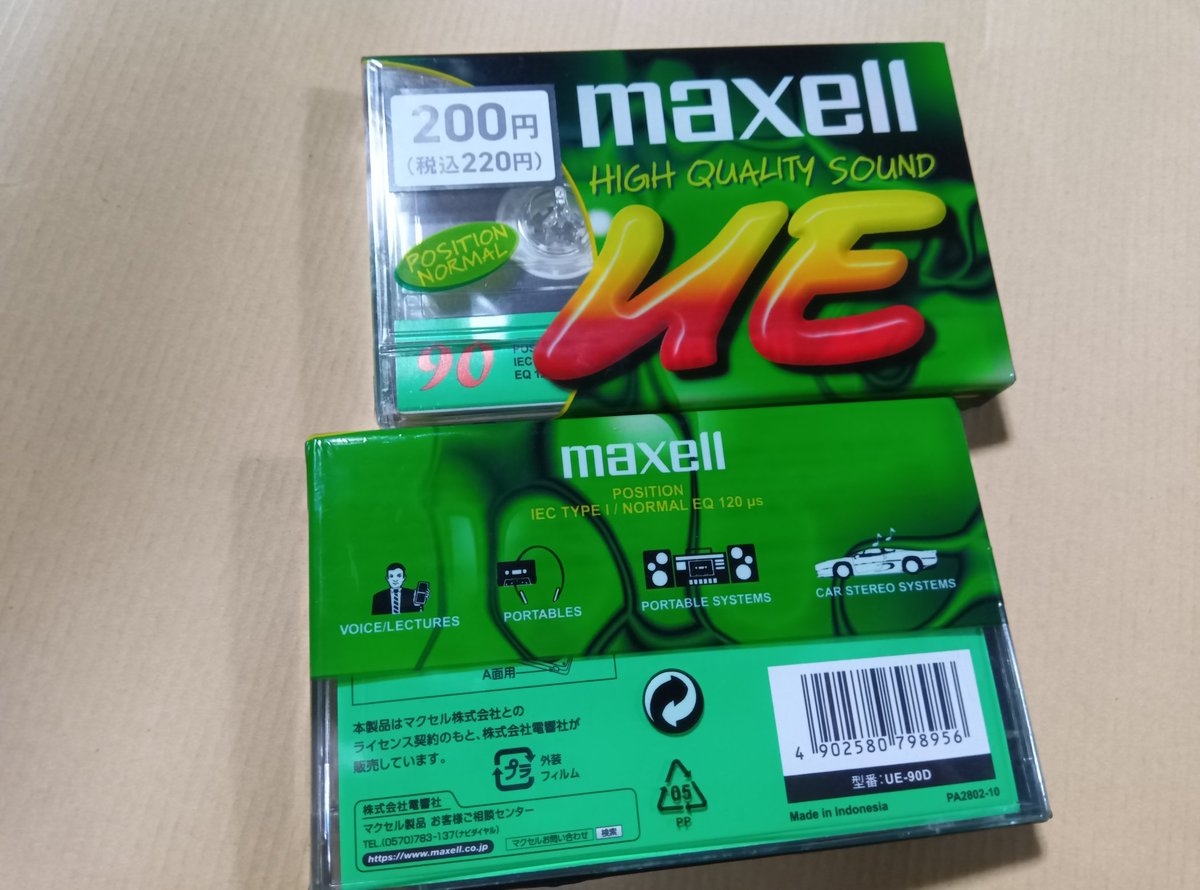 200円
(税込220円)
maxell
HIGH QUALITY SOUND
UE
POSITION
NORMAL
90
IEC
EQ
maxell
POSITION
IEC TYPE I / NORMAL EQ 120 µs
VOICE/LECTURES
PORTABLES
PORTABLE SYSTEMS
CAR STEREO SYSTEMS
A面用
本製品はマクセル株式会社との
ライセンス契約のもと、株式会社電響社が
販売しています。
プラ
外装
フィルム
株式会社電響社
マクセル製品 お客様ご相談センター
TEL.(0570)783-137(ナビダイヤル)
マクセルお問い合わせ 検索
https://www.maxell.co.jp
05
PP
4 902580 798956
型番:UE-90D
Made in Indonesia
PA2802-10